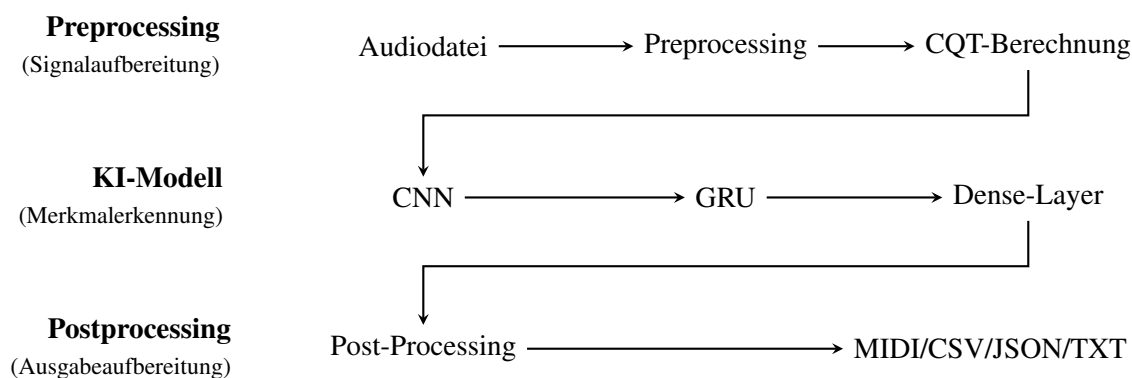 Preprocessing
(Signalaufbereitung)
Audiodatei Preprocessing CQT-Berechnung
KI-Modell
(Merkmalerkennung)
CNN GRU Dense-Layer
Postprocessing
(Ausgabeaufbereitung)
Post-Processing MIDI/CSV/JSON/TXT